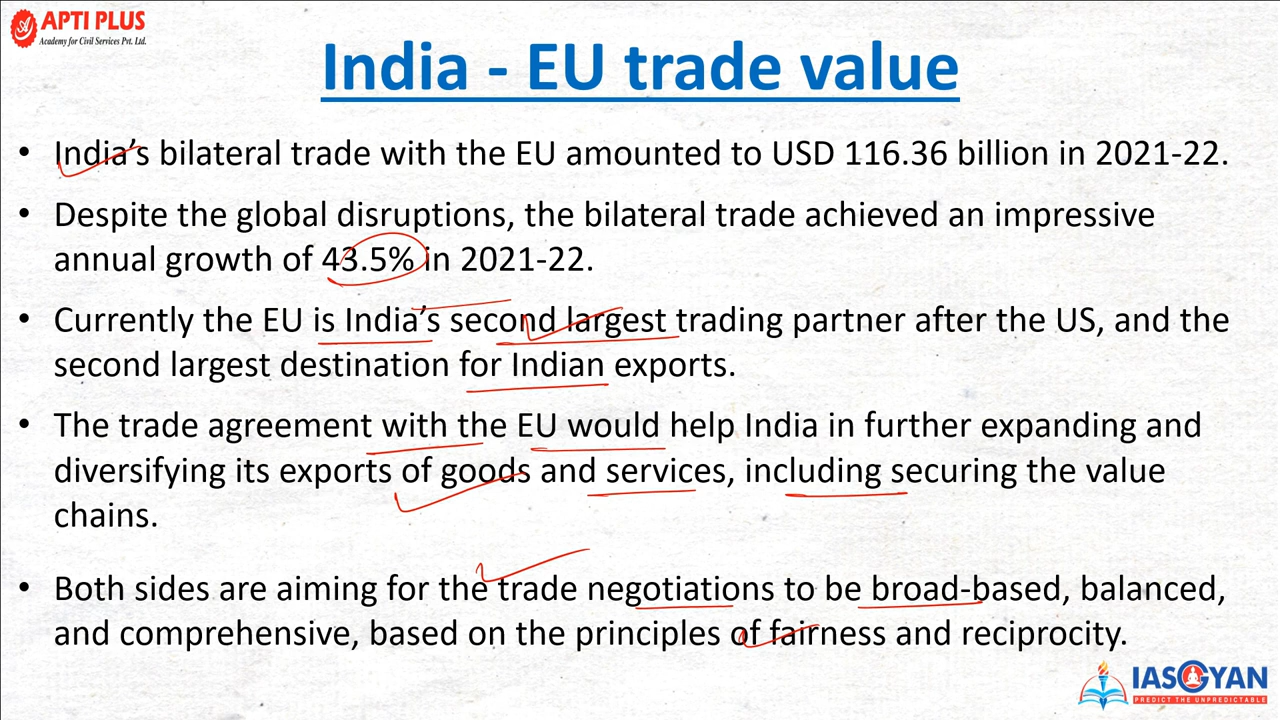 APTI PLUS
Academy for Civil Services Pvt. Ltd.
India - EU trade value
• India's bilateral trade with the EU amounted to USD 116.36 billion in 2021-22.
• Despite the global disruptions, the bilateral trade achieved an impressive
annual growth of 43.5% in 2021-22.
• Currently the EU is India's second largest trading partner after the US, and the
second largest destination for Indian exports.
• The trade agreement with the EU would help India in further expanding and
diversifying its exports of goods and services, including securing the value
chains.
• Both sides are aiming for the trade negotiations to be broad-based, balanced,
and comprehensive, based on the principles of fairness and reciprocity.
IASGYAN
PREDICT THE UNPREDICTABLE